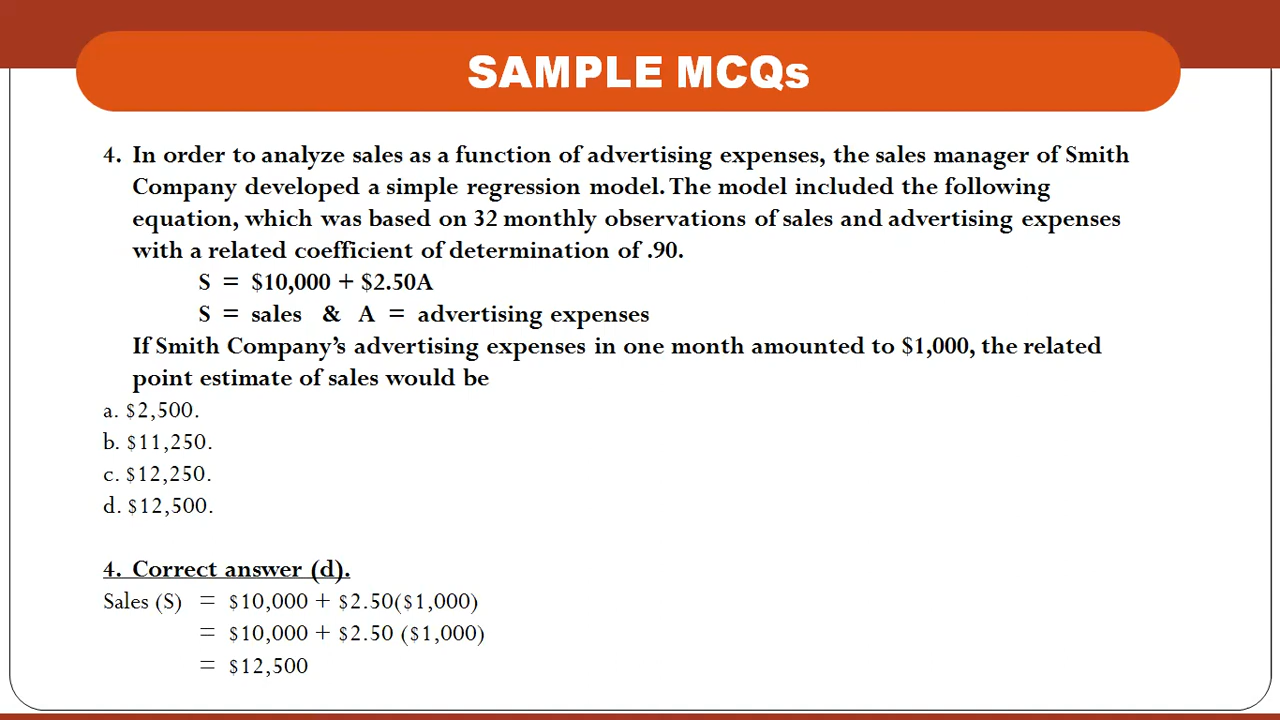 SAMPLE MCQs
4. In order to analyze sales as a function of advertising expenses, the sales manager of Smith
Company developed a simple regression model. The model included the following
equation, which was based on 32 monthly observations of sales and advertising expenses
with a related coefficient of determination of .90.
S = $10,000 + $2.50A
S = sales & A = advertising expenses
If Smith Company’s advertising expenses in one month amounted to $1,000, the related
point estimate of sales would be
a. $2,500.
b. $11,250.
c. $12,250.
d. $12,500.
4. Correct answer (d).
Sales (S) = $10,000 + $2.50($1,000)
= $10,000 + $2.50 ($1,000)
= $12,500